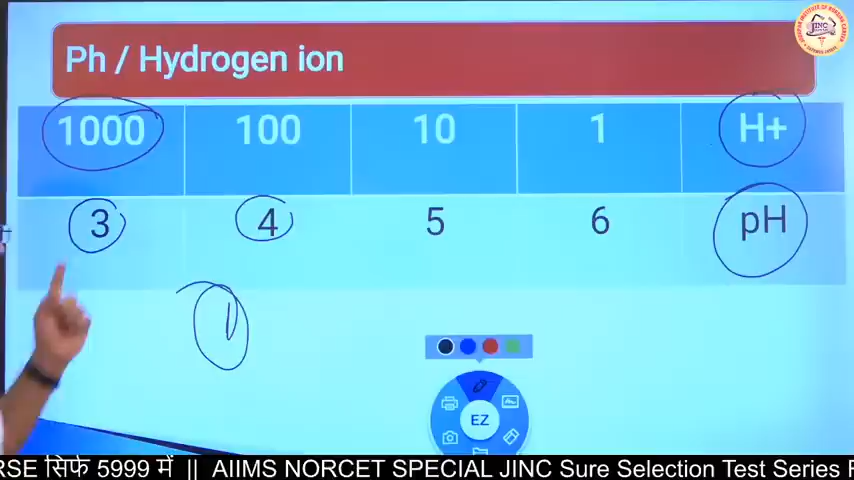 Ph / Hydrogen ion
1000 100 10 1 H+
3 4 5 6 pH
1
EZ
RSE सिर्फ 5999 में || AIIMS NORCET SPECIAL JINC Sure Selection Test Series F
JINC